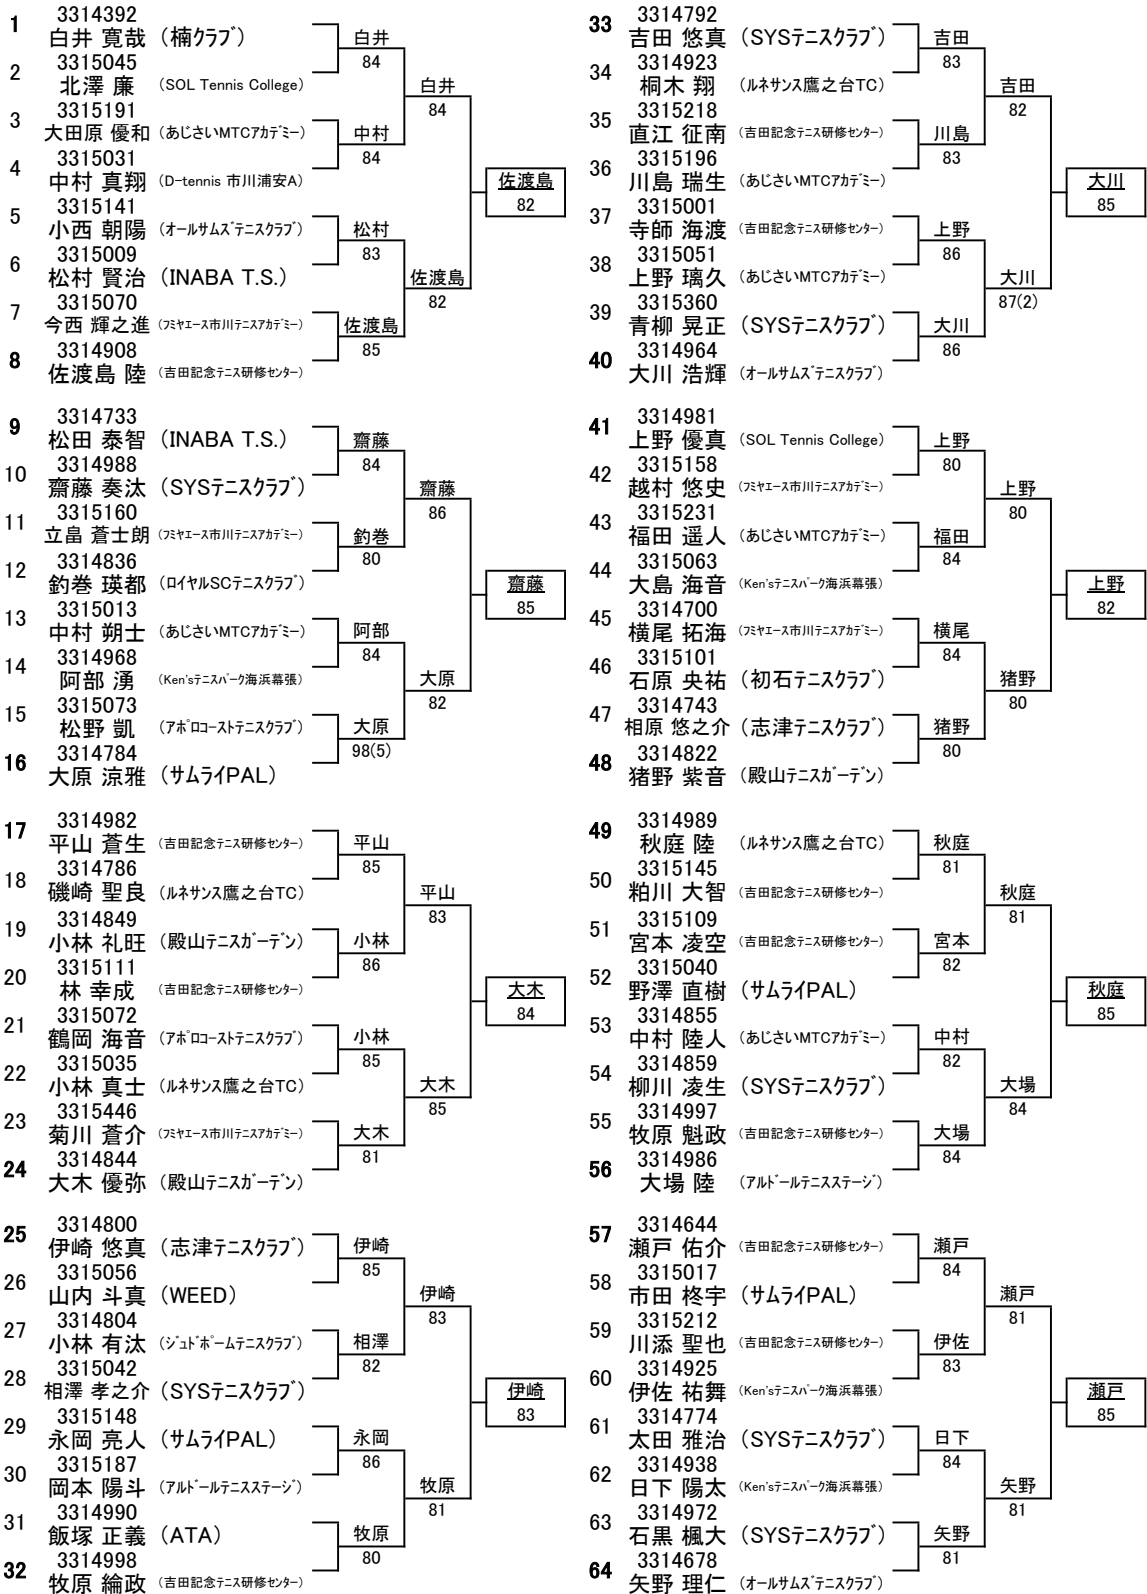 3314392
1 白井 寛哉 (楠クラブ)
白井
84
3315045
2 北澤 廉 (SOL Tennis College)
白井
84
3315191
3 大田原 優和 (あじさいMTCアカデミー)
中村
84
3315031
4 中村 真翔 (D-tennis 市川浦安A)
佐渡島
82
3315141
5 小西 朝陽 (オールサムズテニスクラブ)
松村
83
3315009
6 松村 賢治 (INABA T.S.)
佐渡島
82
3315070
7 今西 輝之進 (フミヤエース市川テニスアカデミー)
佐渡島
85
3314908
8 佐渡島 陸 (吉田記念テニス研修センター)
3314733
9 松田 泰智 (INABA T.S.)
齋藤
84
3314988
10 齋藤 奏汰 (SYSテニスクラブ)
齋藤
86
3315160
11 立畠 蒼士朗 (フミヤエース市川テニスアカデミー)
釣巻
80
3314836
12 釣巻 瑛都 (ロイヤルSCテニスクラブ)
齋藤
85
3315013
13 中村 朔士 (あじさいMTCアカデミー)
阿部
84
3314968
14 阿部 湧 (Ken'sテニスパーク海浜幕張)
大原
82
3315073
15 松野 凱 (アポロコーストテニスクラブ)
大原
98(5)
3314784
16 大原 涼雅 (サムライPAL)
3314982
17 平山 蒼生 (吉田記念テニス研修センター)
平山
85
3314786
18 磯崎 聖良 (ルネサンス鷹之台TC)
平山
83
3314849
19 小林 礼旺 (殿山テニスガーデン)
小林
86
3315111
20 林 幸成 (吉田記念テニス研修センター)
大木
84
3315072
21 鶴岡 海音 (アポロコーストテニスクラブ)
小林
85
3315035
22 小林 真士 (ルネサンス鷹之台TC)
大木
85
3315446
23 菊川 蒼介 (フミヤエース市川テニスアカデミー)
大木
81
3314844
24 大木 優弥 (殿山テニスガーデン)
3314800
25 伊崎 悠真 (志津テニスクラブ)
伊崎
85
3315056
26 山内 斗真 (WEED)
伊崎
83
3314804
27 小林 有汰 (ジュドポームテニスクラブ)
相澤
82
3315042
28 相澤 孝之介 (SYSテニスクラブ)
伊崎
83
3315148
29 永岡 亮人 (サムライPAL)
永岡
86
3315187
30 岡本 陽斗 (アルドールテニスステージ)
牧原
81
3314990
31 飯塚 正義 (ATA)
牧原
80
3314998
32 牧原 綸政 (吉田記念テニス研修センター)
3314792
33 吉田 悠真 (SYSテニスクラブ)
吉田
83
3314923
34 桐木 翔 (ルネサンス鷹之台TC)
吉田
82
3315218
35 直江 征南 (吉田記念テニス研修センター)
川島
83
3315196
36 川島 瑞生 (あじさいMTCアカデミー)
大川
85
3315001
37 寺師 海渡 (吉田記念テニス研修センター)
上野
86
3315051
38 上野 璃久 (あじさいMTCアカデミー)
大川
87(2)
3315360
39 青柳 晃正 (SYSテニスクラブ)
大川
86
3314964
40 大川 浩輝 (オールサムズテニスクラブ)
3314981
41 上野 優真 (SOL Tennis College)
上野
80
3315158
42 越村 悠史 (フミヤエース市川テニスアカデミー)
上野
80
3315231
43 福田 遥人 (あじさいMTCアカデミー)
福田
84
3315063
44 大島 海音 (Ken'sテニスパーク海浜幕張)
上野
82
3314700
45 横尾 拓海 (フミヤエース市川テニスアカデミー)
横尾
84
3315101
46 石原 央祐 (初石テニスクラブ)
猪野
80
3314743
47 相原 悠之介 (志津テニスクラブ)
猪野
80
3314822
48 猪野 紫音 (殿山テニスガーデン)
3314989
49 秋庭 陸 (ルネサンス鷹之台TC)
秋庭
81
3315145
50 粕川 大智 (吉田記念テニス研修センター)
秋庭
81
3315109
51 宮本 凌空 (吉田記念テニス研修センター)
宮本
82
3315040
52 野澤 直樹 (サムライPAL)
秋庭
85
3314855
53 中村 陸人 (あじさいMTCアカデミー)
中村
82
3314859
54 柳川 凌生 (SYSテニスクラブ)
大場
84
3314997
55 牧原 魁政 (吉田記念テニス研修センター)
大場
84
3314986
56 大場 陸 (アルドールテニスステージ)
3314644
57 瀬戸 佑介 (吉田記念テニス研修センター)
瀬戸
84
3315017
58 市田 柊宇 (サムライPAL)
瀬戸
81
3315212
59 川添 聖也 (吉田記念テニス研修センター)
伊佐
83
3314925
60 伊佐 祐舞 (Ken'sテニスパーク海浜幕張)
瀬戸
85
3314774
61 太田 雅治 (SYSテニスクラブ)
日下
84
3314938
62 日下 陽太 (Ken'sテニスパーク海浜幕張)
矢野
81
3314972
63 石黒 楓大 (SYSテニスクラブ)
矢野
81
3314678
64 矢野 理仁 (オールサムズテニスクラブ)